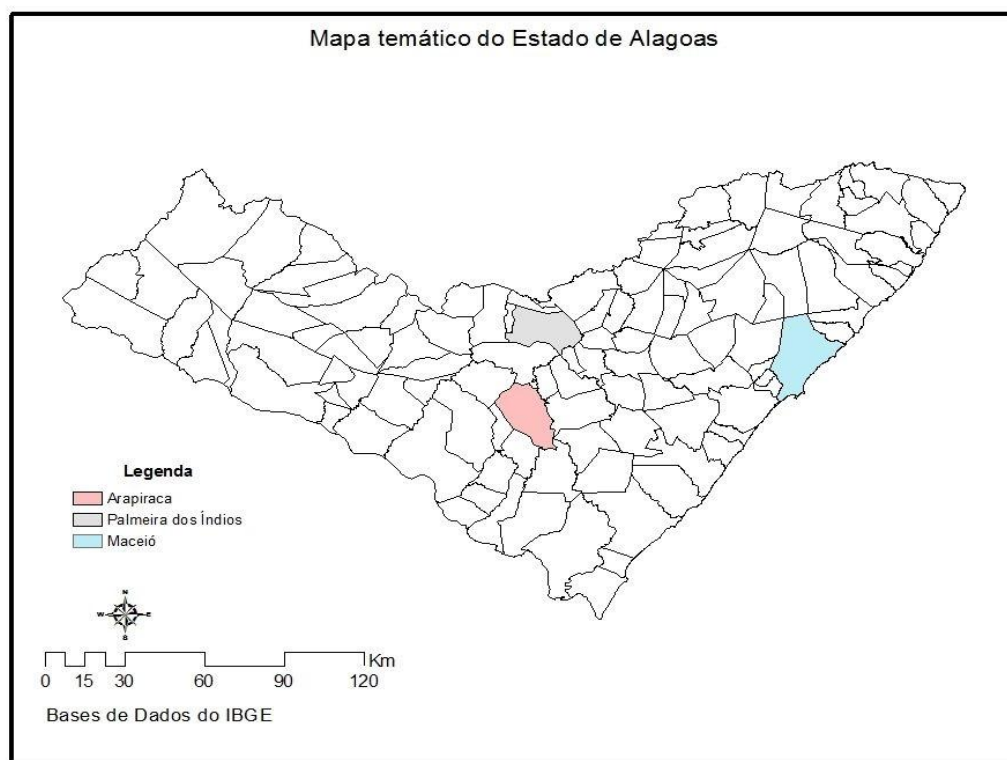 Mapa temático do Estado de Alagoas
Legenda
Arapiraca
Palmeira dos Índios
Maceió
N
W E
S
0 15 30 60 90 120 Km
Bases de Dados do IBGE